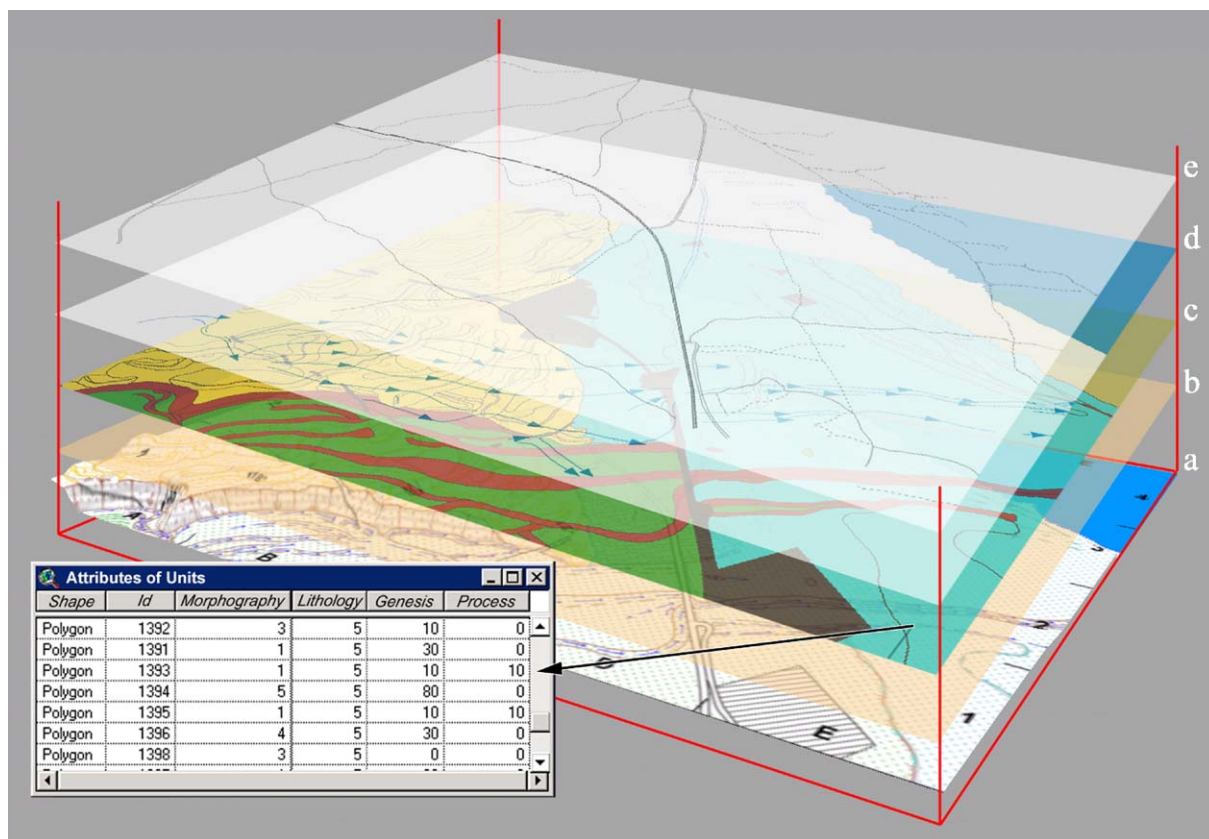 e
d
c
b
a
4
3
2
1
A
B
C
E
Attributes of Units
Shape Id Morphography Lithology Genesis Process
Polygon 1392 3 5 10 0
Polygon 1391 1 5 30 0
Polygon 1393 1 5 10 10
Polygon 1394 5 5 80 0
Polygon 1395 1 5 10 10
Polygon 1396 4 5 30 0
Polygon 1398 3 5 0 0